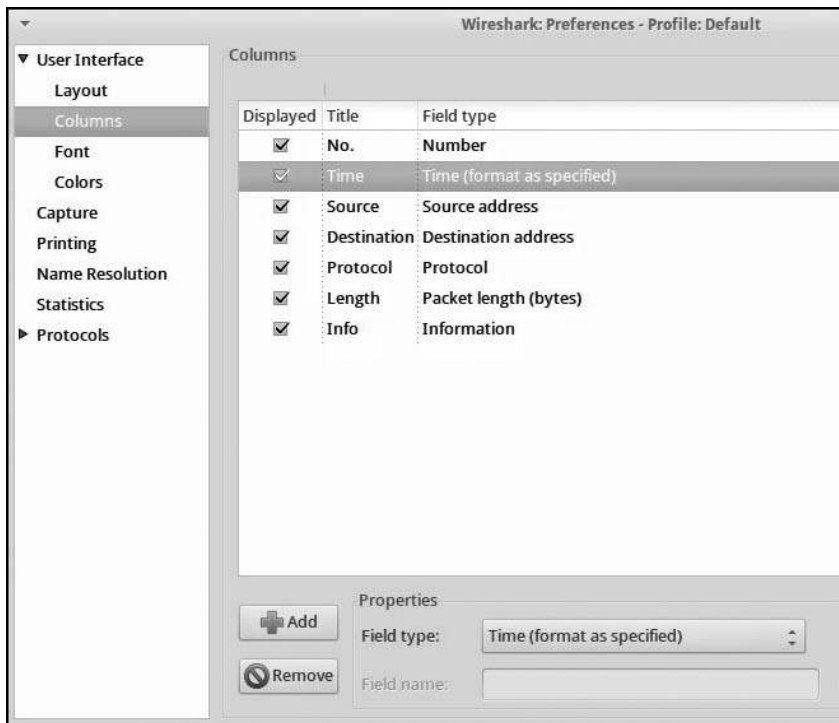 Wireshark: Preferences - Profile: Default
User Interface
Layout
Columns
Font
Colors
Capture
Printing
Name Resolution
Statistics
Protocols
Columns
Displayed Title Field type
No. Number
Time Time (format as specified)
Source Source address
Destination Destination address
Protocol Protocol
Length Packet length (bytes)
Info Information
Add
Remove
Properties
Field type: Time (format as specified)
Field name: